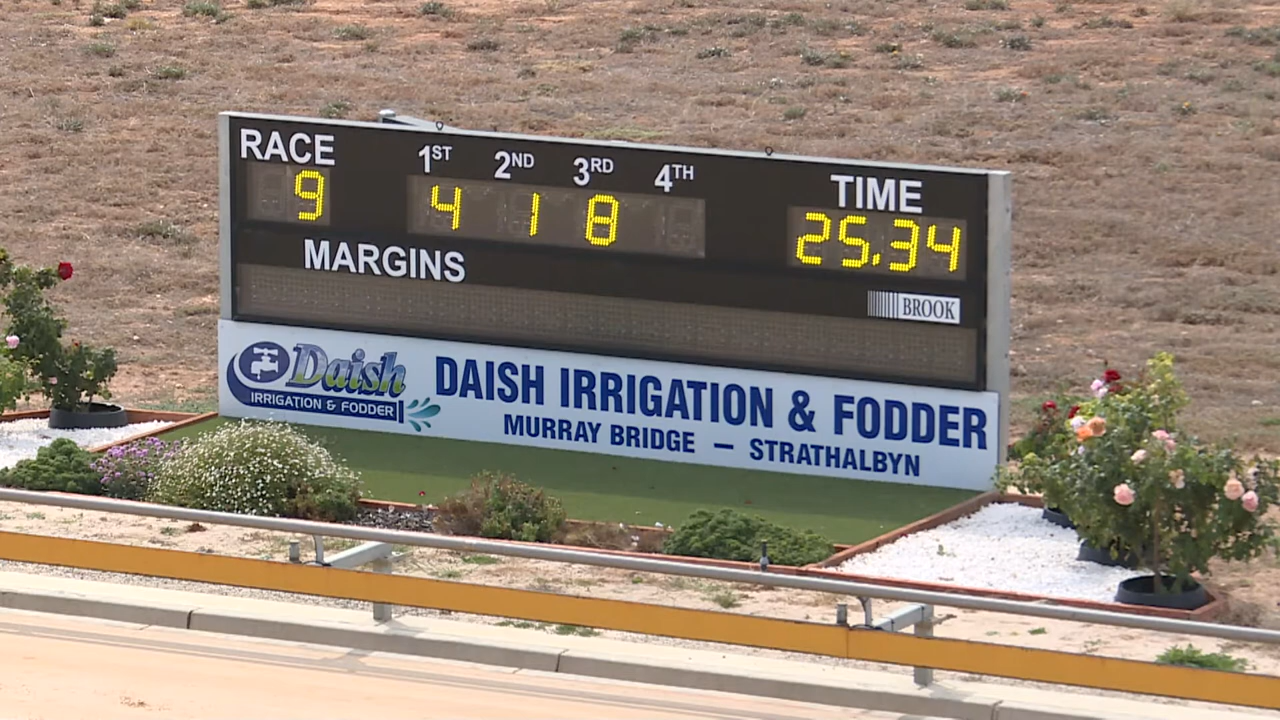 RACE 1ST 2ND 3RD 4TH TIME
9 4 1 8 25.34
MARGINS
BROOK
Daish
IRRIGATION & FODDER
DAISH IRRIGATION & FODDER
MURRAY BRIDGE – STRATHALBYN